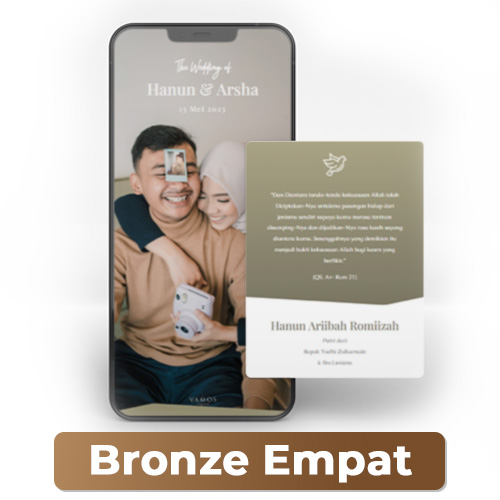 The Wedding of
Hanun & Arsha
13 Mei 2023
"Dan Diantara tanda-tanda kekuasaan Allah ialah
Diciptakan-Nya untukmu pasangan hidup dari
jenismu sendiri supaya kamu merasa tentram
disamping-Nya dan dijadikan-Nya rasa kasih sayang
diantara kamu. Sesungguhnya yang demikian itu
menjadi bukti kekuasaan Allah bagi kaum yang
berfikir."
(QS. Ar- Rum 21)
Hanun Ariibah Romiizah
Putri dari
Bapak Yudhi Zulkarnain
& Ibu
Bronze Empat